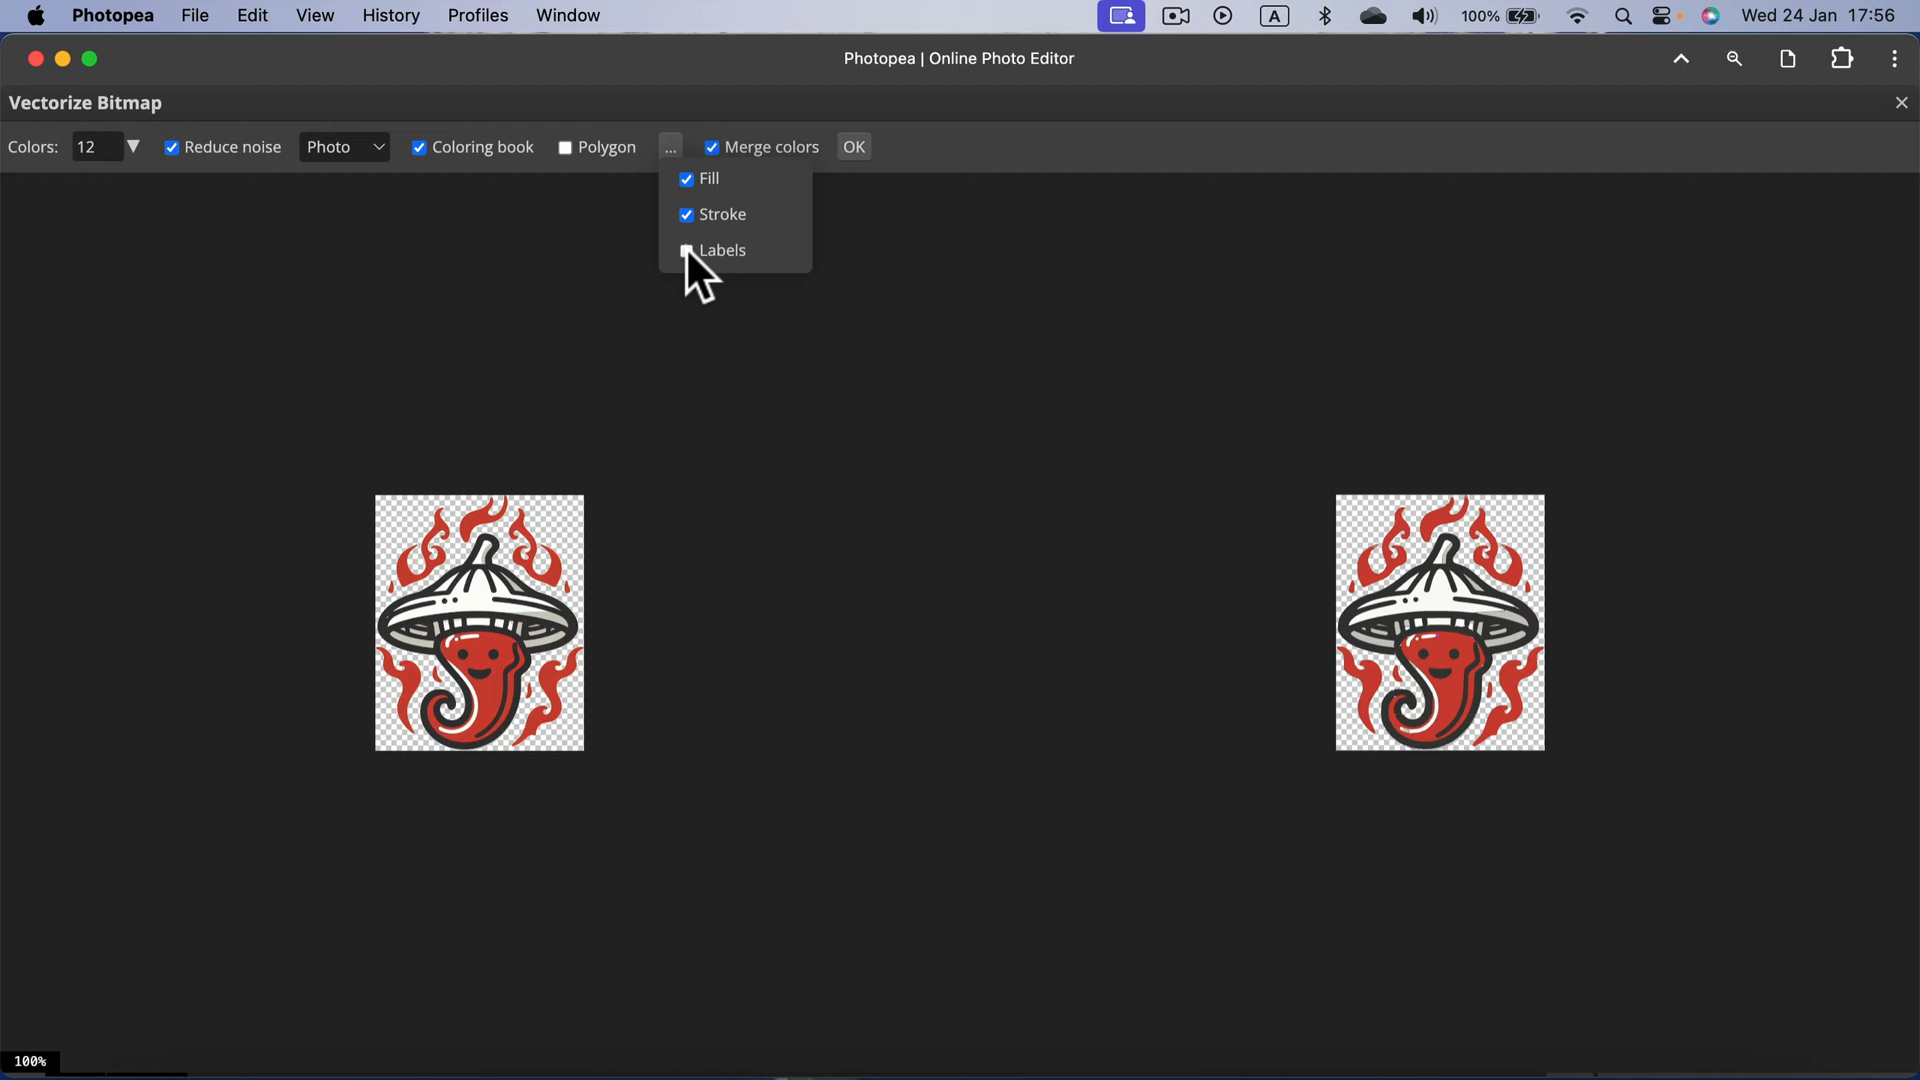 Photopea File Edit View History Profiles Window A 100% Wed 24 Jan 17:56
Photopea | Online Photo Editor
Vectorize Bitmap
Colors: 12 Reduce noise Photo Coloring book Polygon ... Merge colors OK
Fill
Stroke
Labels
100%